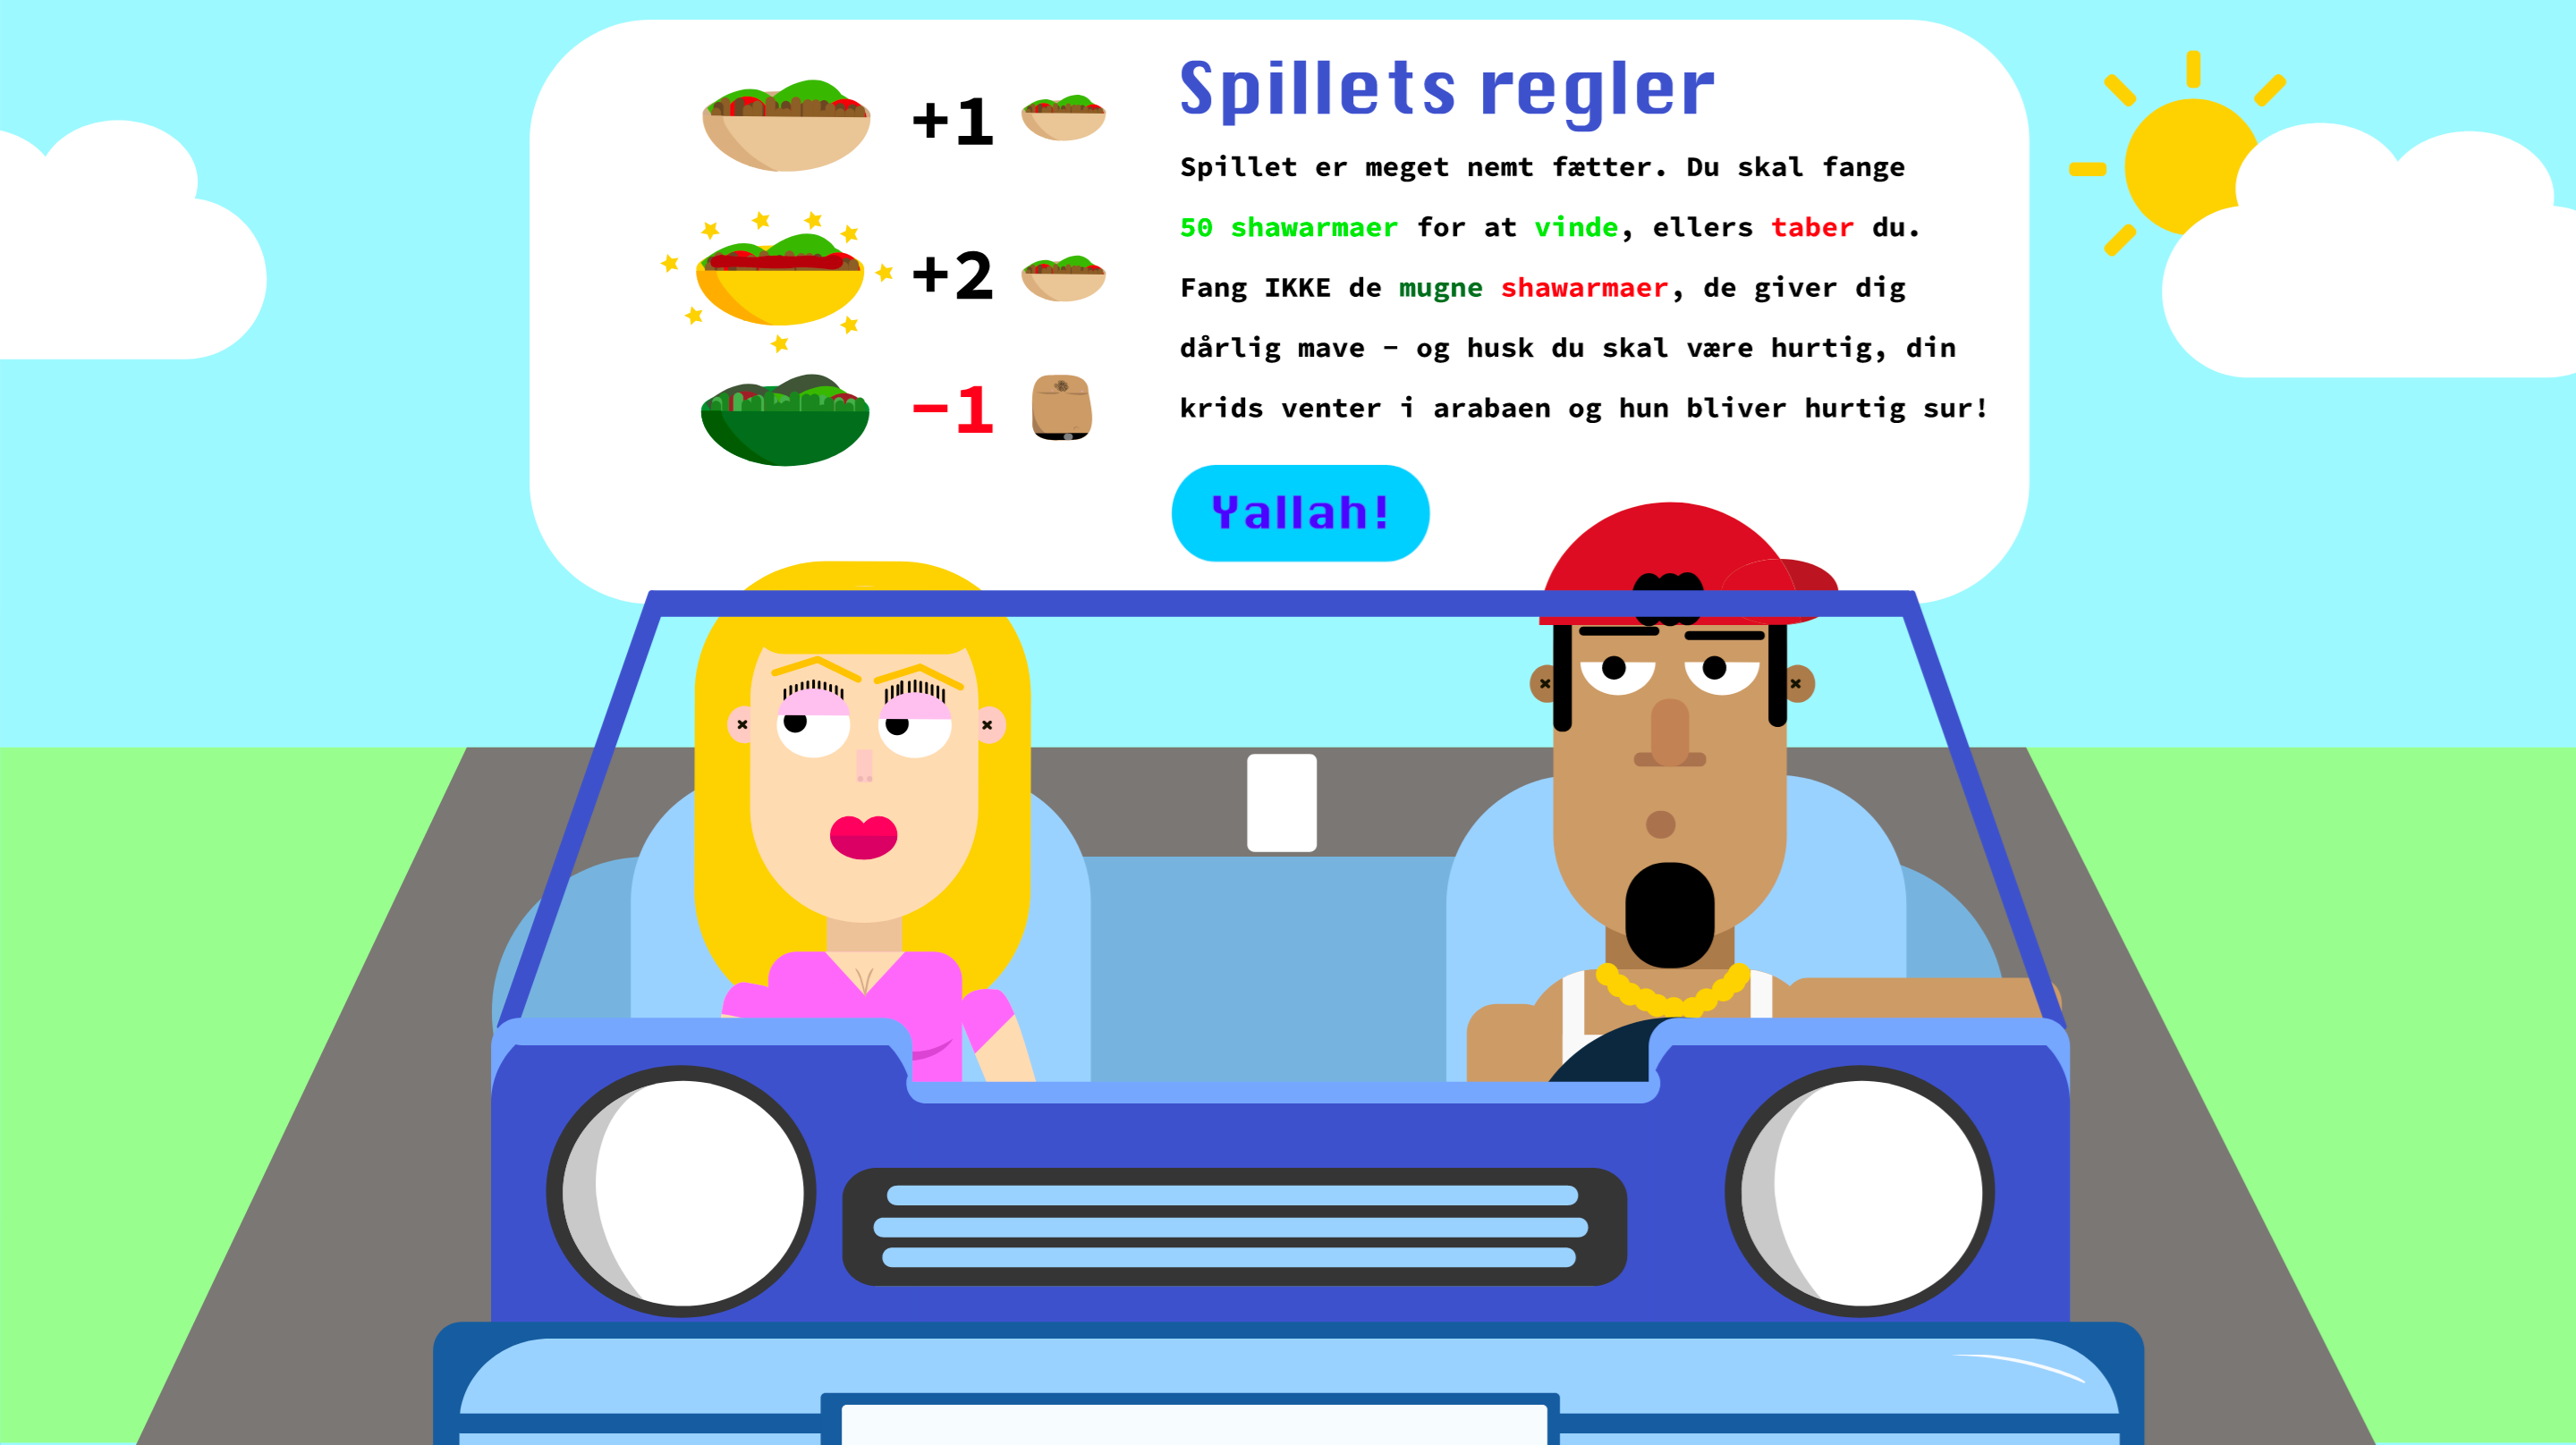 Spillets regler
+1
Spillet er meget nemt fætter. Du skal fange
50 shawarmaer for at vinde, ellers taber du.
+2
Fang IKKE de mugne shawarmaer, de giver dig
dårlig mave - og husk du skal være hurtig, din
-1
krids venter i arabaen og hun bliver hurtig sur!
Yallah!